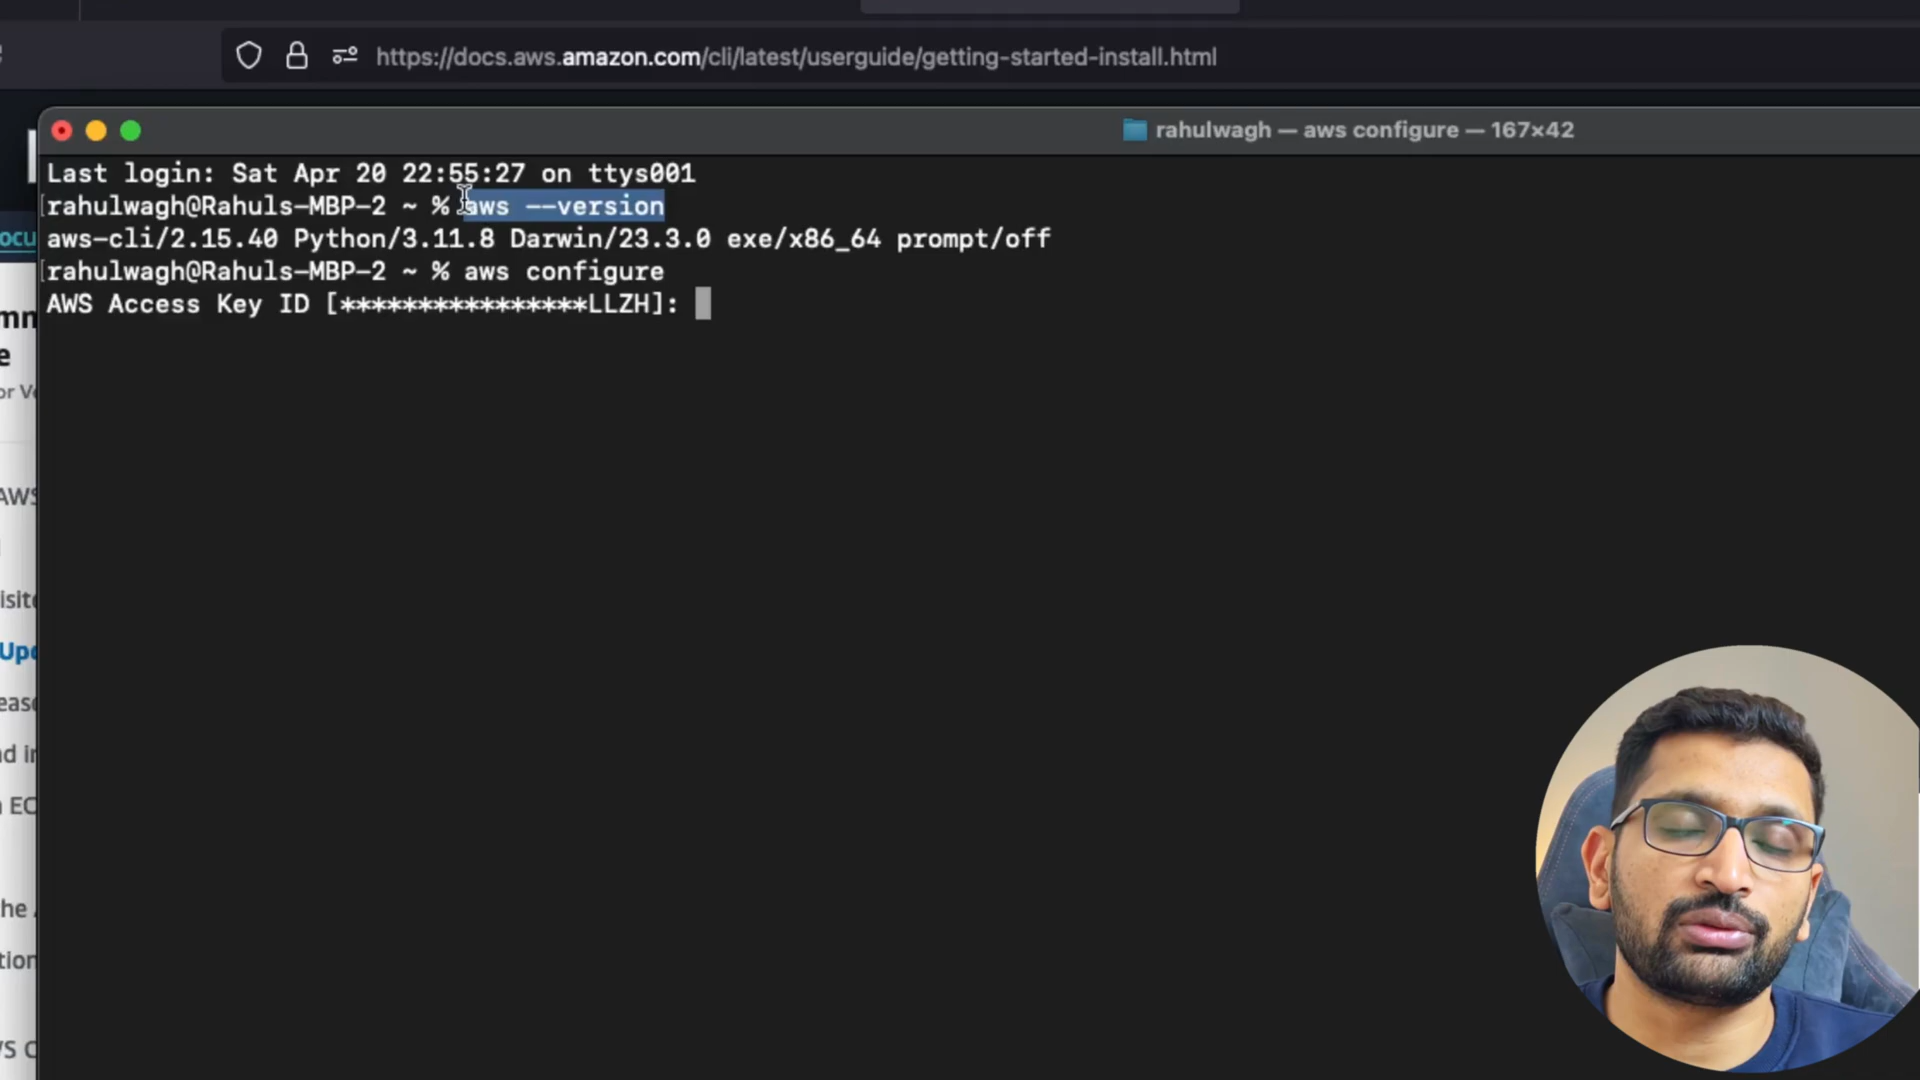 https://docs.aws.amazon.com/cli/latest/userguide/getting-started-install.html
rahulwagh — aws configure — 167×42
Last login: Sat Apr 20 22:55:27 on ttys001
[rahulwagh@Rahuls-MBP-2 ~ % aws --version
aws-cli/2.15.40 Python/3.11.8 Darwin/23.3.0 exe/x86_64 prompt/off
[rahulwagh@Rahuls-MBP-2 ~ % aws configure
AWS Access Key ID [****************LLZH]: